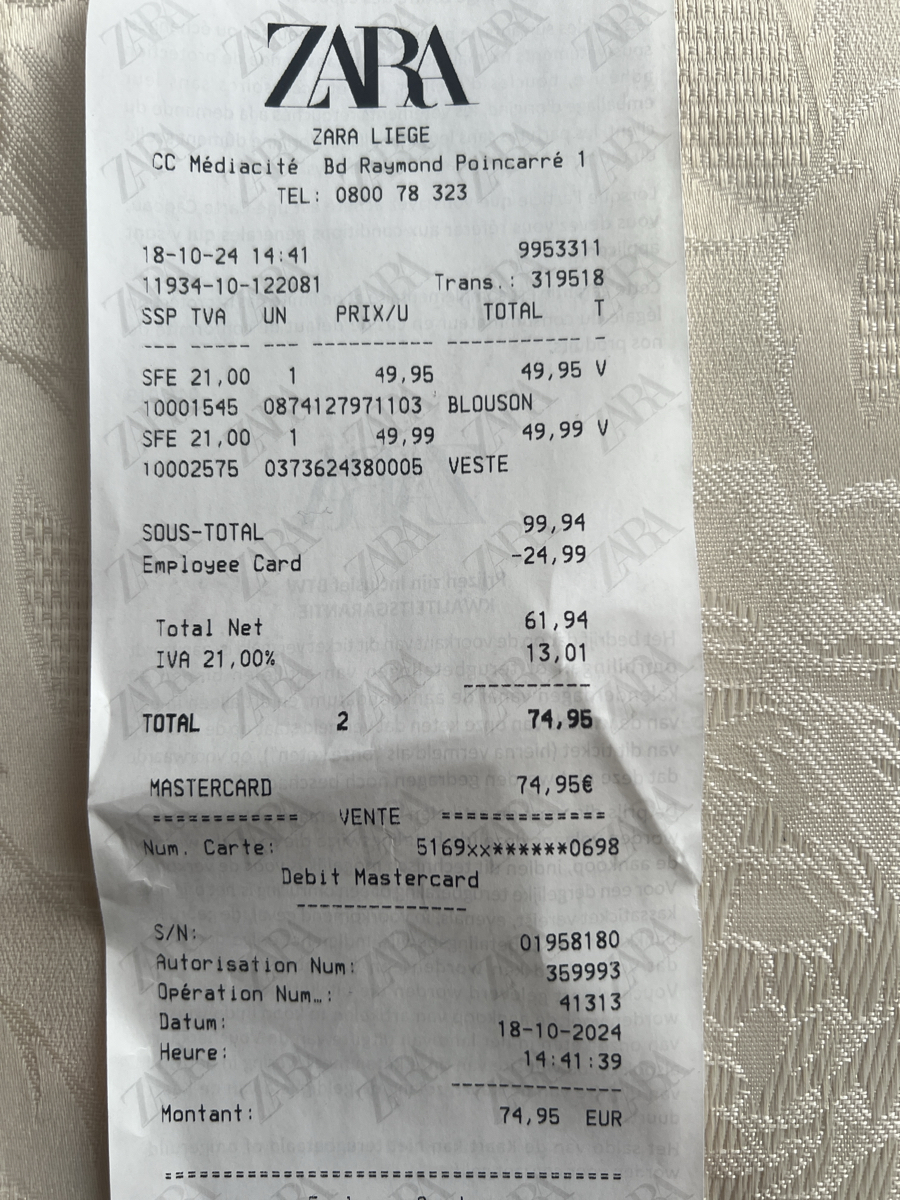 ZARA
ZARA LIEGE
CC Médiacité Bd Raymond Poincarré 1
TEL: 0800 78 323
18-10-24 14:41 9953311
11934-10-122081 Trans.: 319518
SSP TVA UN PRIX/U TOTAL T
--- ----- --- ---------- ----------- -
SFE 21,00 1 49,95 49,95 V
10001545 0874127971103 BLOUSON
SFE 21,00 1 49,99 49,99 V
10002575 0373624380005 VESTE
SOUS-TOTAL 99,94
Employee Card -24,99
Total Net 61,94
IVA 21,00% 13,01
-----------
TOTAL 2 74,95
MASTERCARD 74,95€
============ VENTE =============
Num. Carte: 5169xx******0698
Debit Mastercard
--------------
S/N: 01958180
Autorisation Num: 359993
Opération Num…: 41313
Datum: 18-10-2024
Heure: 14:41:39
--------------
Montant: 74,95 EUR
======================================